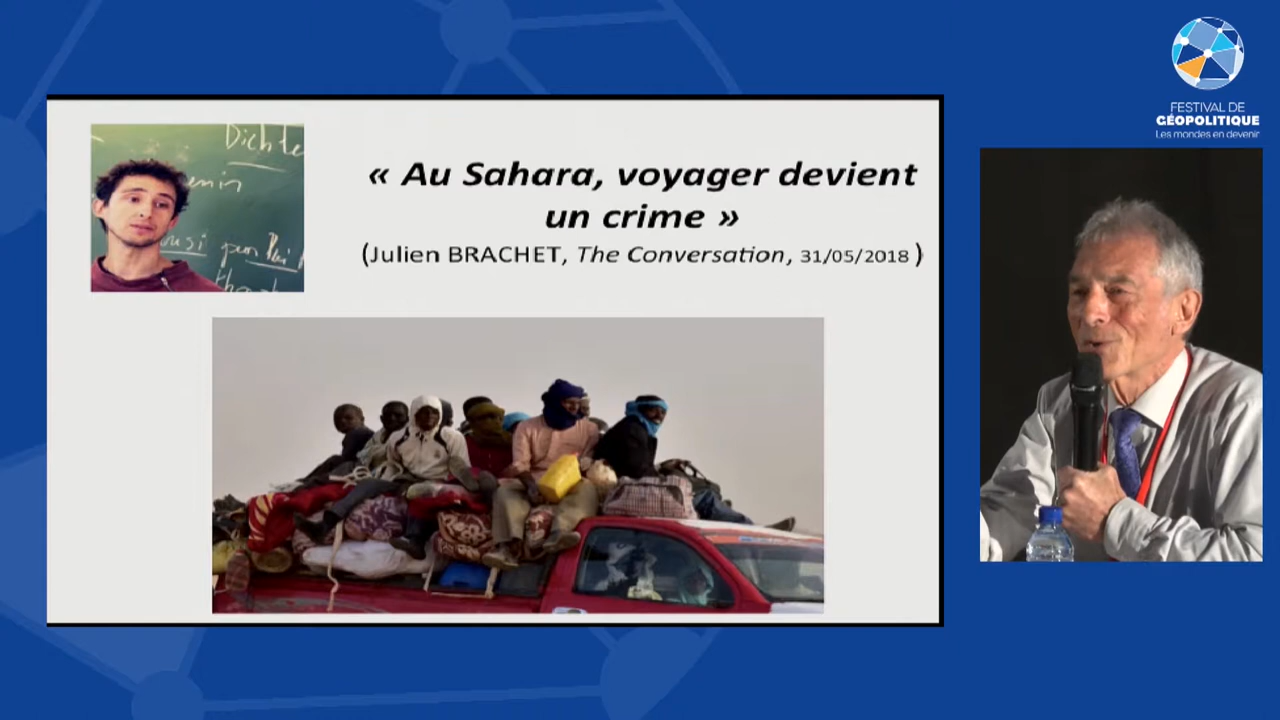 FESTIVAL DE
GÉOPOLITIQUE
Les mondes en devenir
« Au Sahara, voyager devient
un crime »
(Julien BRACHET, The Conversation, 31/05/2018 )
Dichte